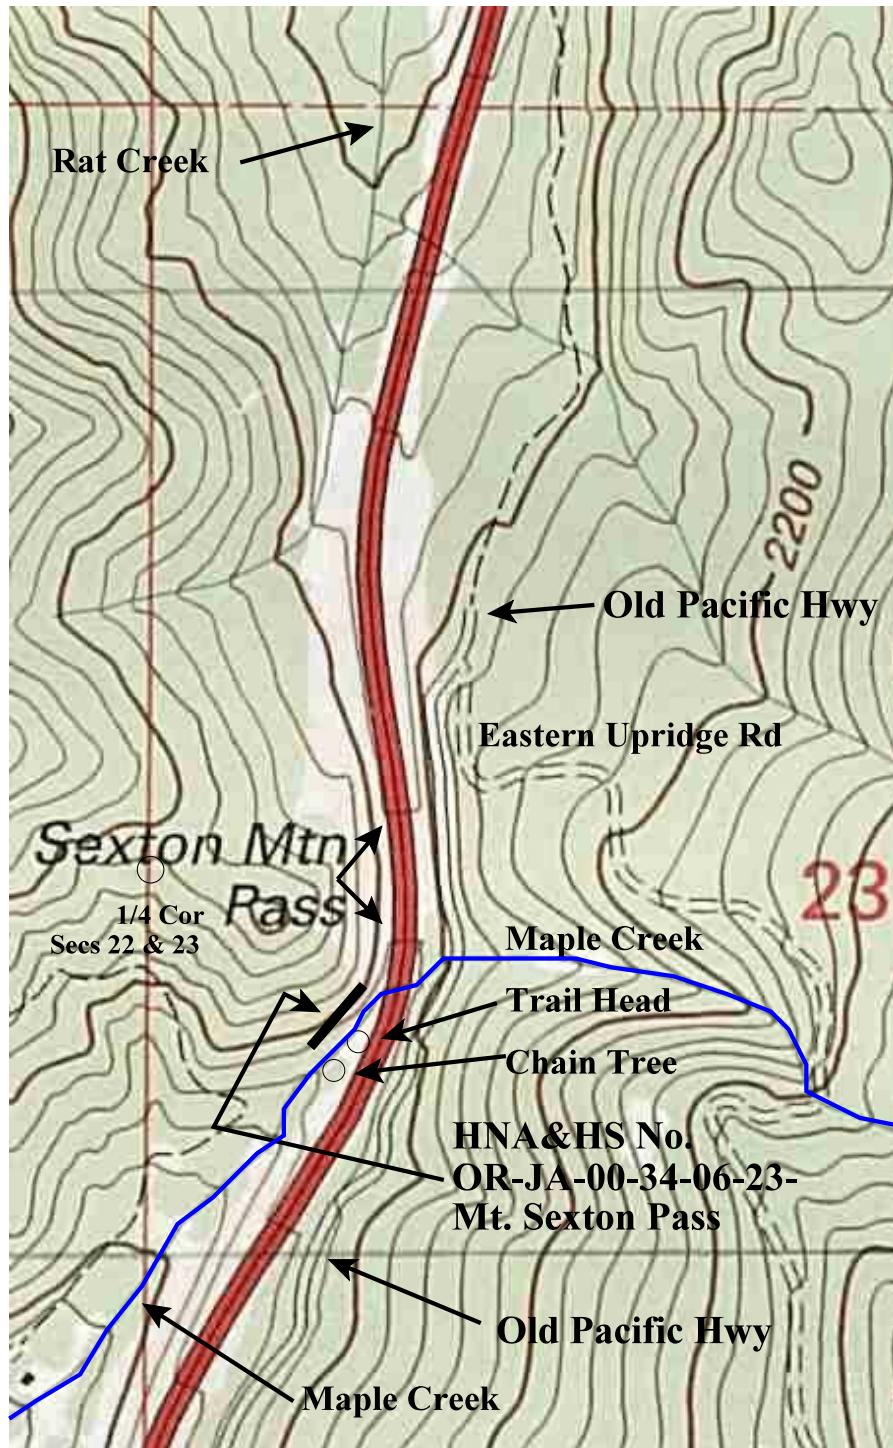 Rat Creek
2200
Old Pacific Hwy
Eastern Upridge Rd
Sexton Mtn
Pass
23
1/4 Cor
Secs 22 & 23
Maple Creek
Trail Head
Chain Tree
HNA&HS No.
OR-JA-00-34-06-23-
Mt. Sexton Pass
Old Pacific Hwy
Maple Creek